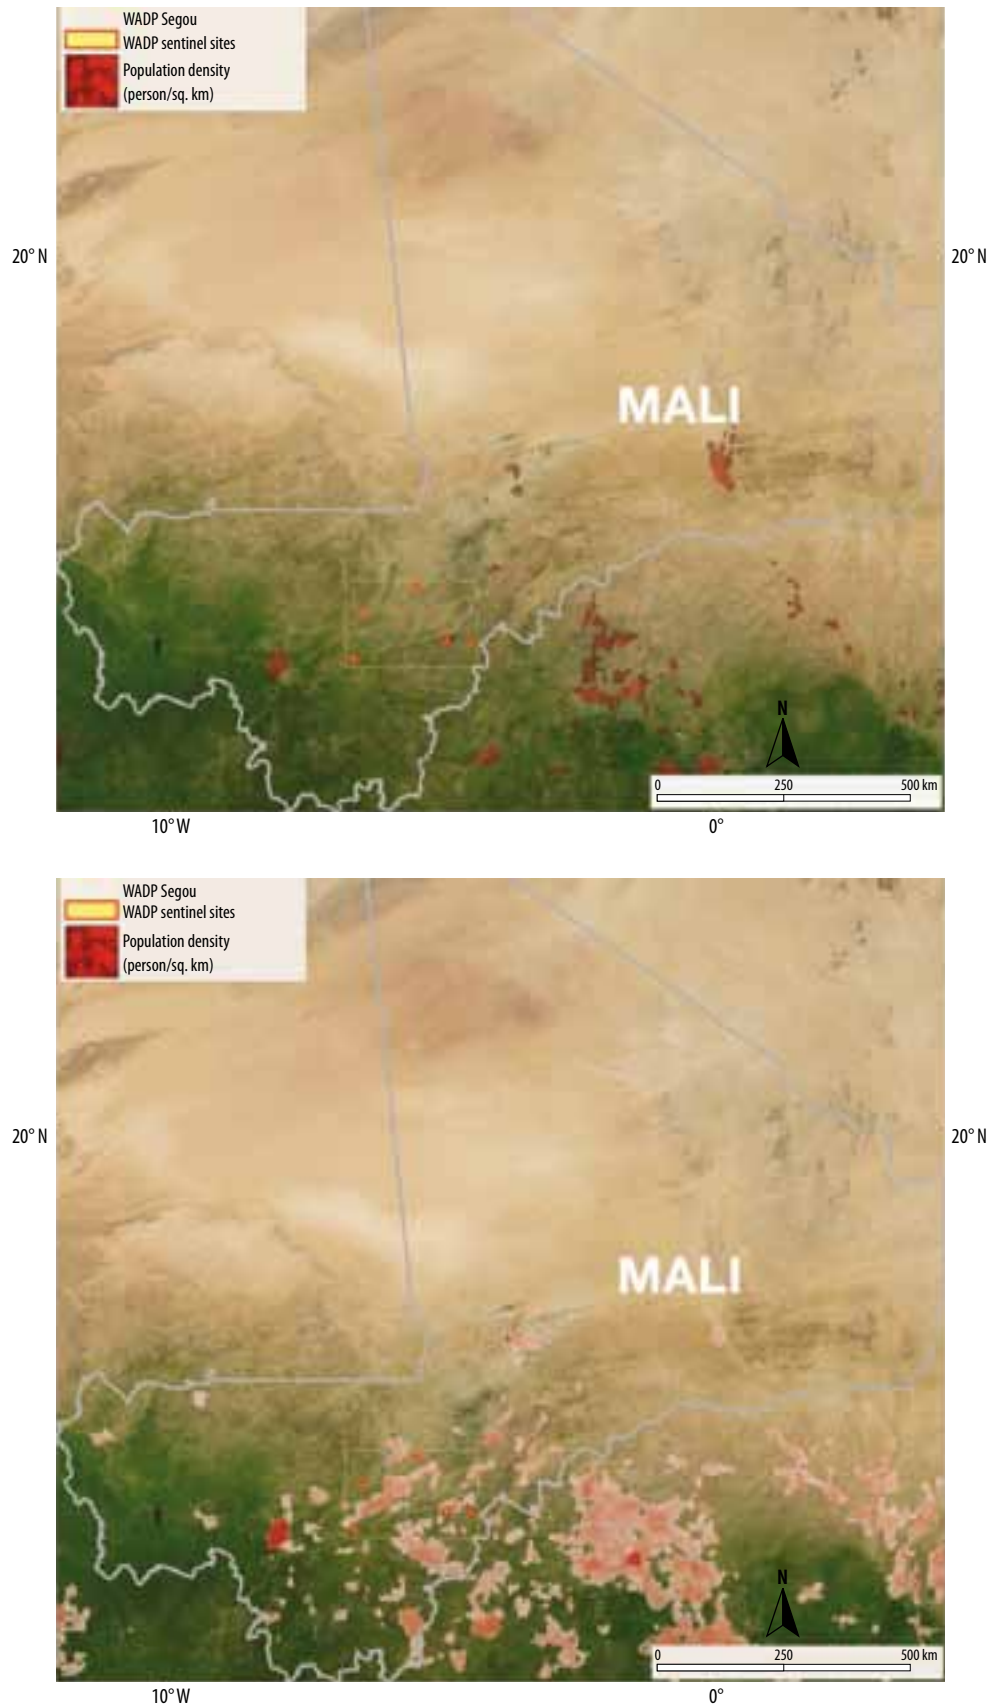 WADP Segou
WADP sentinel sites
Population density
(person/sq. km)
20° N
20° N
MALI
N
0 250 500 km
10° W 0°
WADP Segou
WADP sentinel sites
Population density
(person/sq. km)
20° N
20° N
MALI
N
0 250 500 km
10° W 0°